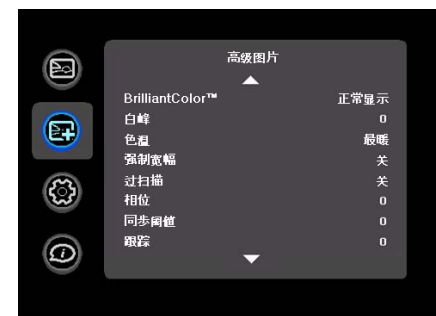 高级图片
BrilliantColor™ 正常显示
白峰 0
色温 最暖
强制宽幅 关
过扫描 关
相位 0
同步阈值 0
跟踪 0